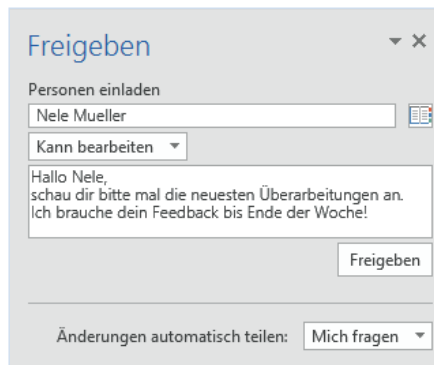 Freigeben
Personen einladen
Nele Mueller
Kann bearbeiten
Hallo Nele,
schau dir bitte mal die neuesten Überarbeitungen an.
Ich brauche dein Feedback bis Ende der Woche!
Freigeben
Änderungen automatisch teilen: Mich fragen